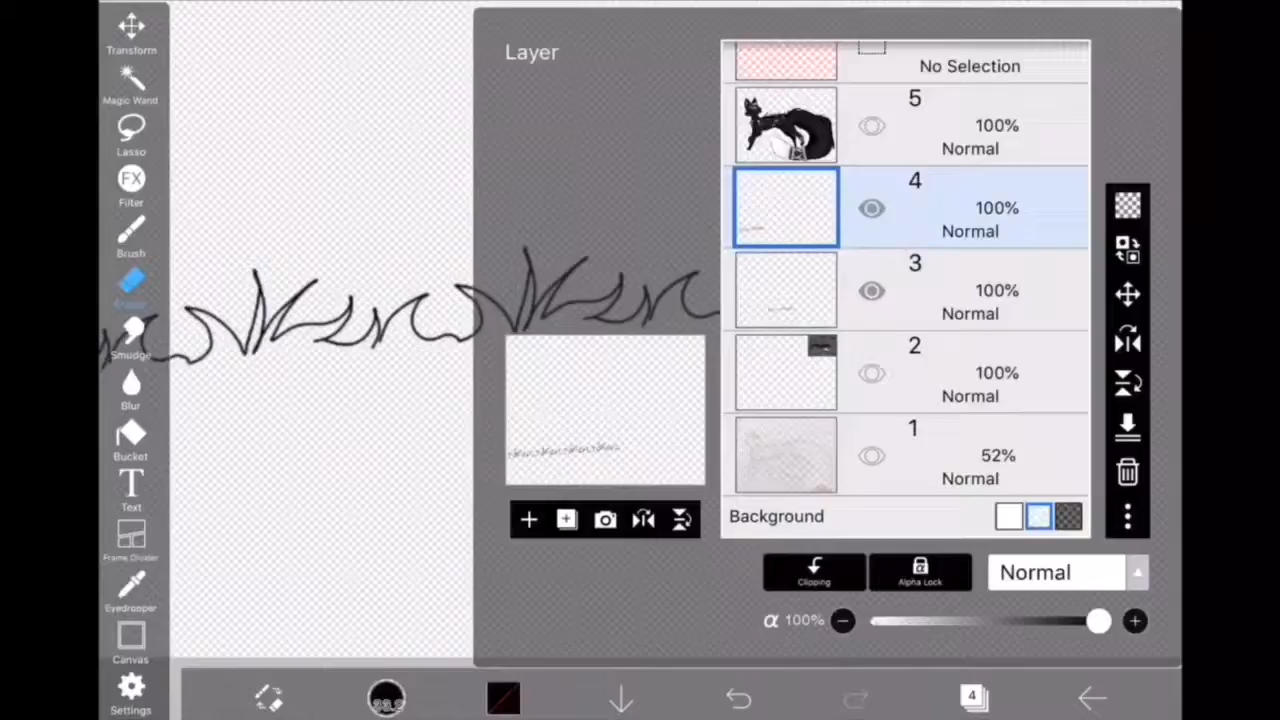 Transform
Magic Wand
Lasso
FX
Filter
Brush
Smudge
Blur
Bucket
T
Text
Frame Divider
Eyedropper
Canvas
Settings
Layer
No Selection
5
100%
Normal
4
100%
Normal
3
100%
Normal
2
100%
Normal
1
52%
Normal
Background
Clipping
α
Alpha Lock
Normal
α 100%
4